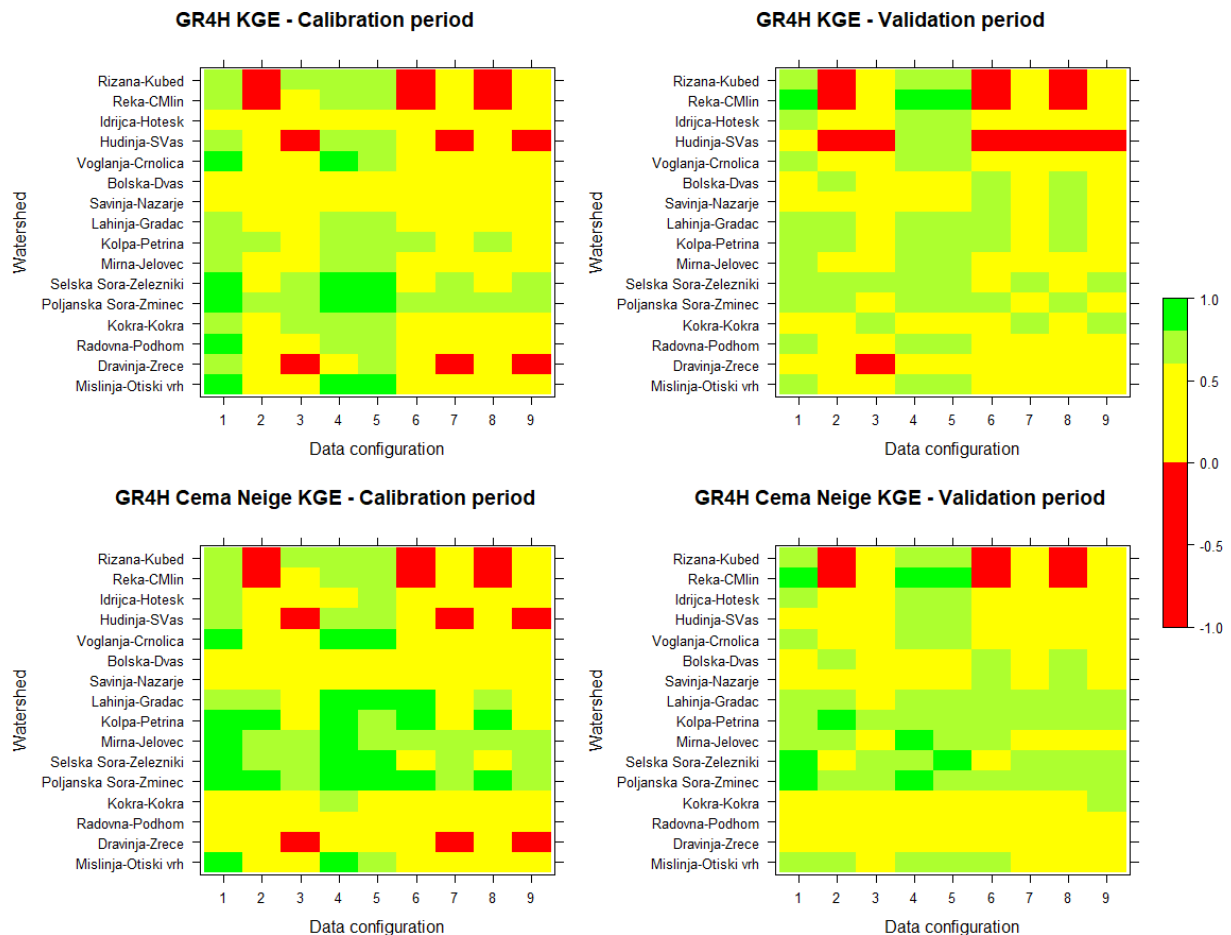 GR4H KGE - Calibration period
Watershed
Rizana-Kubed
Reka-CMlin
Idrijca-Hotesk
Hudinja-SVas
Voglanja-Crnolica
Bolska-Dvas
Savinja-Nazarje
Lahinja-Gradac
Kolpa-Petrina
Mirna-Jelovec
Selska Sora-Zelezniki
Poljanska Sora-Zminec
Kokra-Kokra
Radovna-Podhom
Dravinja-Zrece
Mislinja-Otiski vrh
1 2 3 4 5 6 7 8 9
Data configuration
GR4H KGE - Validation period
Watershed
Rizana-Kubed
Reka-CMlin
Idrijca-Hotesk
Hudinja-SVas
Voglanja-Crnolica
Bolska-Dvas
Savinja-Nazarje
Lahinja-Gradac
Kolpa-Petrina
Mirna-Jelovec
Selska Sora-Zelezniki
Poljanska Sora-Zminec
Kokra-Kokra
Radovna-Podhom
Dravinja-Zrece
Mislinja-Otiski vrh
1 2 3 4 5 6 7 8 9
Data configuration
1.0
0.5
0.0
-0.5
-1.0
GR4H Cema Neige KGE - Calibration period
Watershed
Rizana-Kubed
Reka-CMlin
Idrijca-Hotesk
Hudinja-SVas
Voglanja-Crnolica
Bolska-Dvas
Savinja-Nazarje
Lahinja-Gradac
Kolpa-Petrina
Mirna-Jelovec
Selska Sora-Zelezniki
Poljanska Sora-Zminec
Kokra-Kokra
Radovna-Podhom
Dravinja-Zrece
Mislinja-Otiski vrh
1 2 3 4 5 6 7 8 9
Data configuration
GR4H Cema Neige KGE - Validation period
Watershed
Rizana-Kubed
Reka-CMlin
Idrijca-Hotesk
Hudinja-SVas
Voglanja-Crnolica
Bolska-Dvas
Savinja-Nazarje
Lahinja-Gradac
Kolpa-Petrina
Mirna-Jelovec
Selska Sora-Zelezniki
Poljanska Sora-Zminec
Kokra-Kokra
Radovna-Podhom
Dravinja-Zrece
Mislinja-Otiski vrh
1 2 3 4 5 6 7 8 9
Data configuration